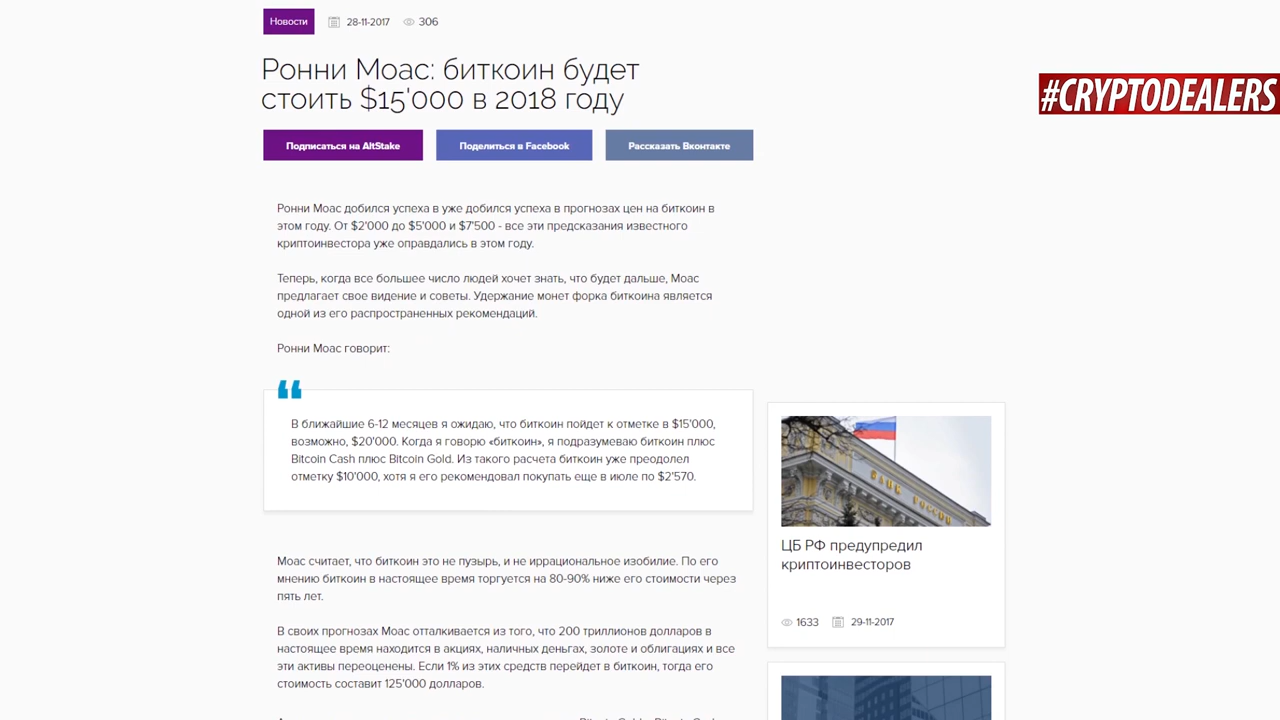 Новости 28-11-2017 306
Ронни Моас: биткоин будет
стоить $15'000 в 2018 году
#CRYPTODEALERS
Подписаться на AltStake
Поделиться в Facebook
Рассказать Вконтакте
Ронни Моас добился успеха в уже добился успеха в прогнозах цен на биткоин в
этом году. От $2'000 до $5'000 и $7'500 - все эти предсказания известного
криптоинвестора уже оправдались в этом году.
Теперь, когда все большее число людей хочет знать, что будет дальше, Моас
предлагает свое видение и советы. Удержание монет форка биткоина является
одной из его распространенных рекомендаций.
Ронни Моас говорит:
В ближайшие 6-12 месяцев я ожидаю, что биткоин пойдет к отметке в $15'000,
возможно, $20'000. Когда я говорю «биткоин», я подразумеваю биткоин плюс
Bitcoin Cash плюс Bitcoin Gold. Из такого расчета биткоин уже преодолел
отметку $10'000, хотя я его рекомендовал покупать еще в июле по $2'570.
Моас считает, что биткоин это не пузырь, и не иррациональное изобилие. По его
мнению биткоин в настоящее время торгуется на 80-90% ниже его стоимости через
пять лет.
В своих прогнозах Моас отталкивается из того, что 200 триллионов долларов в
настоящее время находится в акциях, наличных деньгах, золоте и облигациях и все
эти активы переоценены. Если 1% из этих средств перейдет в биткоин, тогда его
стоимость составит 125'000 долларов.
БАНК РОССИИ
ЦБ РФ предупредил
криптоинвесторов
1633 29-11-2017